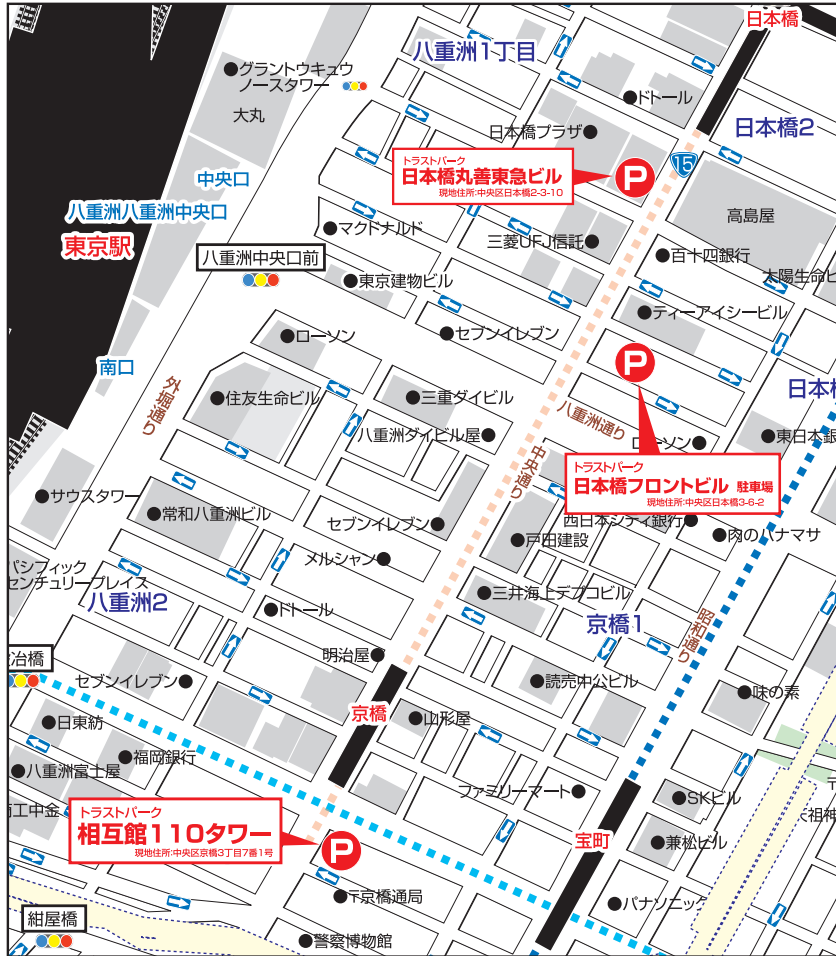 日本橋
八重洲1丁目
グラントウキュウ
ノースタワー
大丸
ドトール
日本橋プラザ
日本橋2
15
トラストパーク
日本橋丸善東急ビル
現地住所:中央区日本橋2-3-10
P
中央口
八重洲八重洲中央口
東京駅
高島屋
マクドナルド
三菱UFJ信託
八重洲中央口前
百十四銀行
東京建物ビル
太陽生命ビ
ティーアイシービル
ローソン
セブンイレブン
P
南口
外堀通り
住友生命ビル
三重ダイビル
八重洲通り
日本橋
八重洲ダイビル屋
ローソン
東日本銀
中央通り
トラストパーク
日本橋フロントビル 駐車場
現地住所:中央区日本橋3-6-2
サウスタワー
常和八重洲ビル
セブンイレブン
西日本シティ銀行
戸田建設
肉のパナマサ
メルシャン
パシフィック
センチュリープレイス
八重洲2
ドトール
三井海上デプコビル
京橋1
昭和通り
治橋
明治屋
セブンイレブン
読売中公ビル
味の素
日東紡
京橋
山形屋
福岡銀行
八重洲富士屋
ファミリーマート
SKビル
商工中金
トラストパーク
相互館110タワー
現地住所:中央区京橋3丁目7番1号
P
宝町
兼松ビル
天祖神
〒京橋通局
パナソニック
紺屋橋
警察博物館